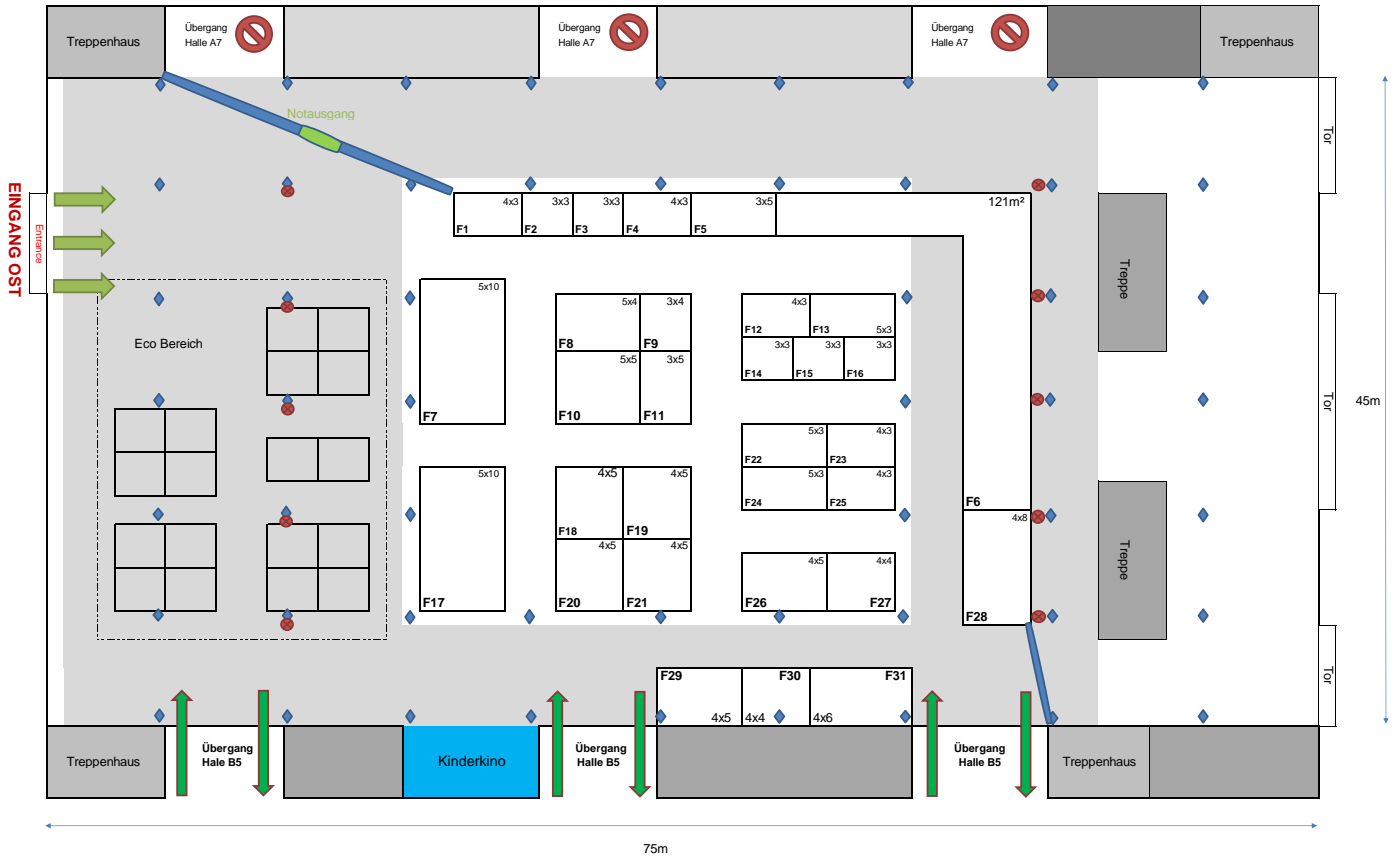 Treppenhaus
Übergang
Halle A7
Übergang
Halle A7
Übergang
Halle A7
Treppenhaus
Notausgang
Tor
EINGANG OST
Entrance
4x3
F1
3x3
F2
3x3
F3
4x3
F4
3x5
F5
121m²
Treppe
5x10
F7
5x4
F8
3x4
F9
5x5
F10
3x5
F11
4x3
F12
F13
5x3
3x3
F14
3x3
F15
3x3
F16
Eco Bereich
Tor
45m
5x3
F22
4x3
F23
5x3
F24
4x3
F25
5x10
F17
4x5
F18
4x5
F19
4x5
F20
4x5
F21
F6
4x8
F28
Treppe
4x5
F26
4x4
F27
F29
4x5
F30
4x4
F31
4x6
Tor
Treppenhaus
Übergang
Hale B5
Kinderkino
Übergang
Halle B5
Übergang
Halle B5
Treppenhaus
75m